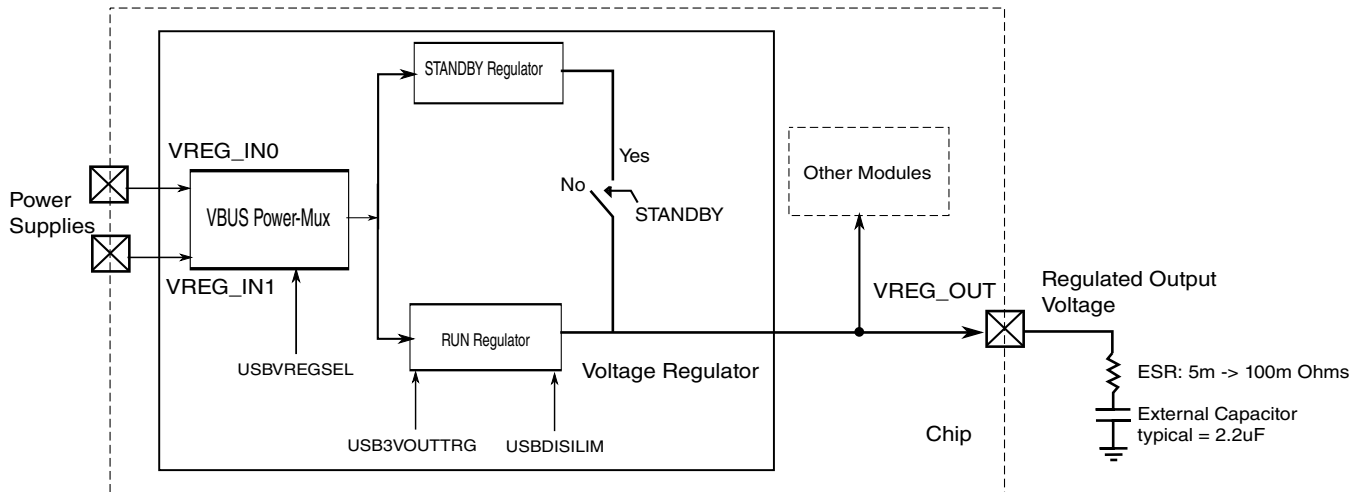 STANDBY Regulator
Yes
No
STANDBY
Other Modules
Power
Supplies
VREG_IN0
VBUS Power-Mux
VREG_IN1
USBVREGSEL
RUN Regulator
Voltage Regulator
USB3VOUTTRG
USBDISILIM
VREG_OUT
Chip
Regulated Output
Voltage
ESR: 5m -> 100m Ohms
External Capacitor
typical = 2.2uF